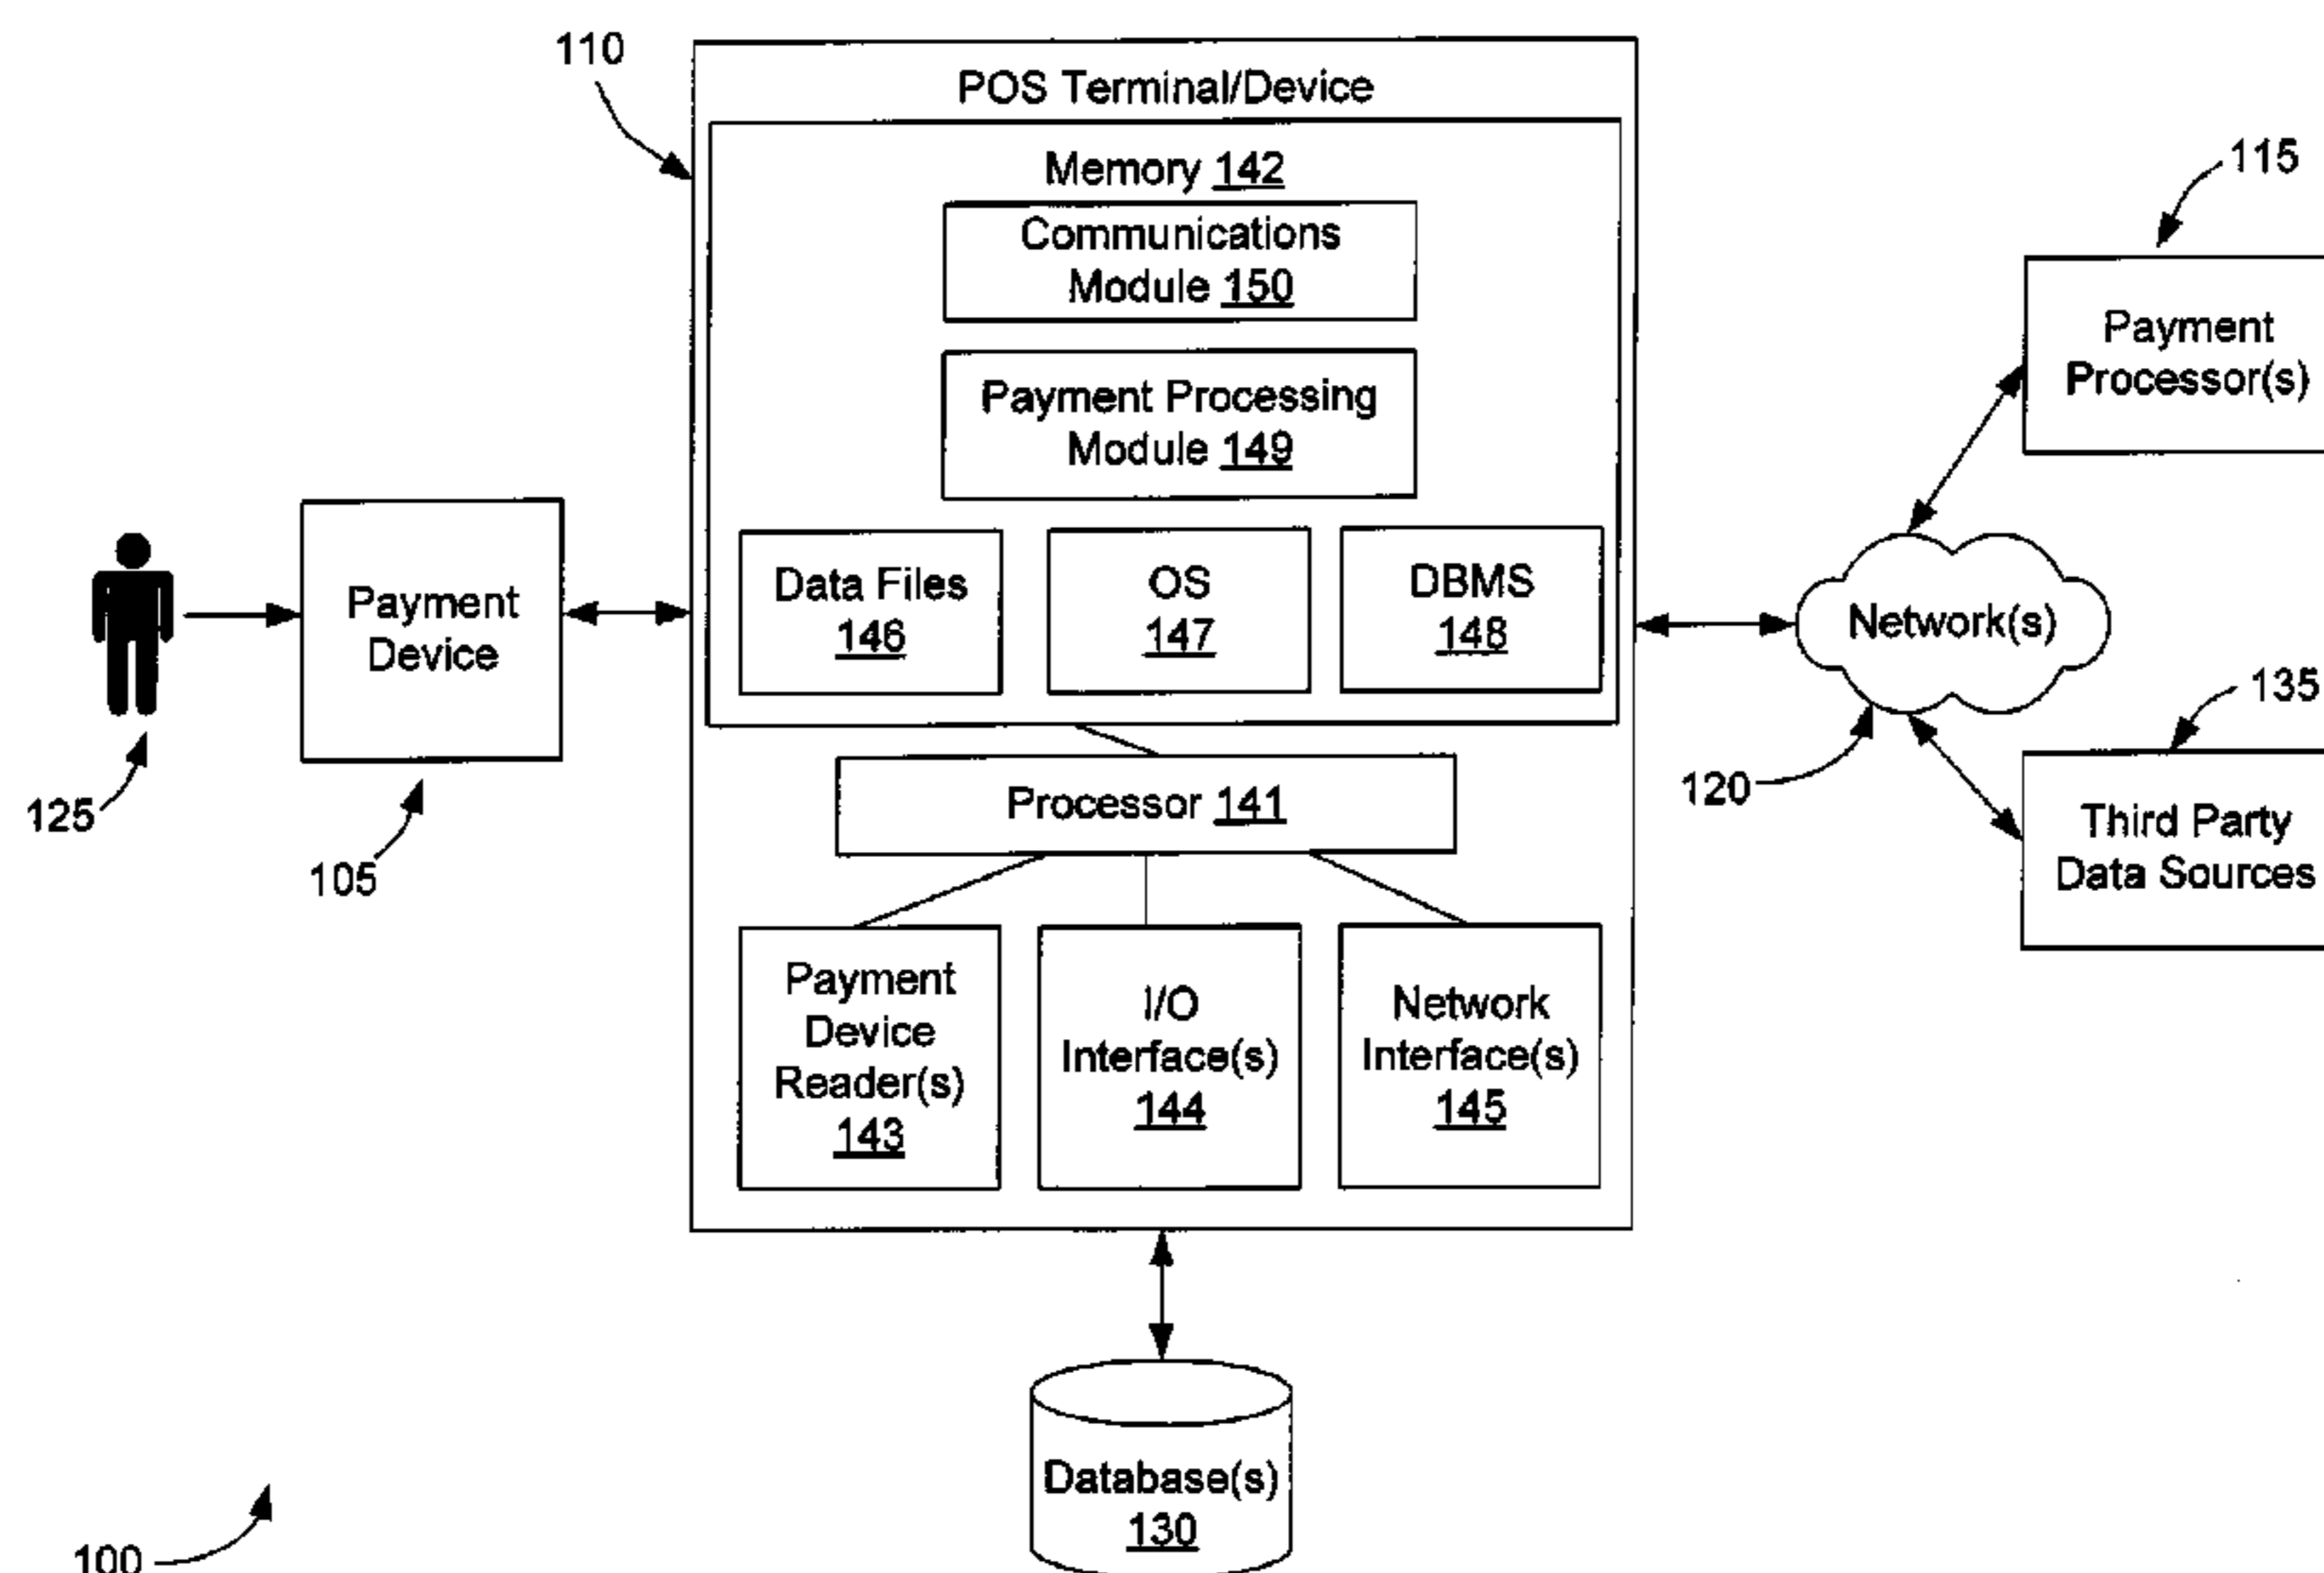 110
POS Terminal/Device
Memory 142
Communications
Module 150
Payment Processing
Module 149
Data Files
146
OS
147
DBMS
148
Processor 141
Payment
Device
Reader(s)
143
I/O
Interface(s)
144
Network
Interface(s)
145
125
Payment
Device
105
115
Payment
Processor(s)
Network(s)
120
135
Third Party
Data Sources
Database(s)
130
100